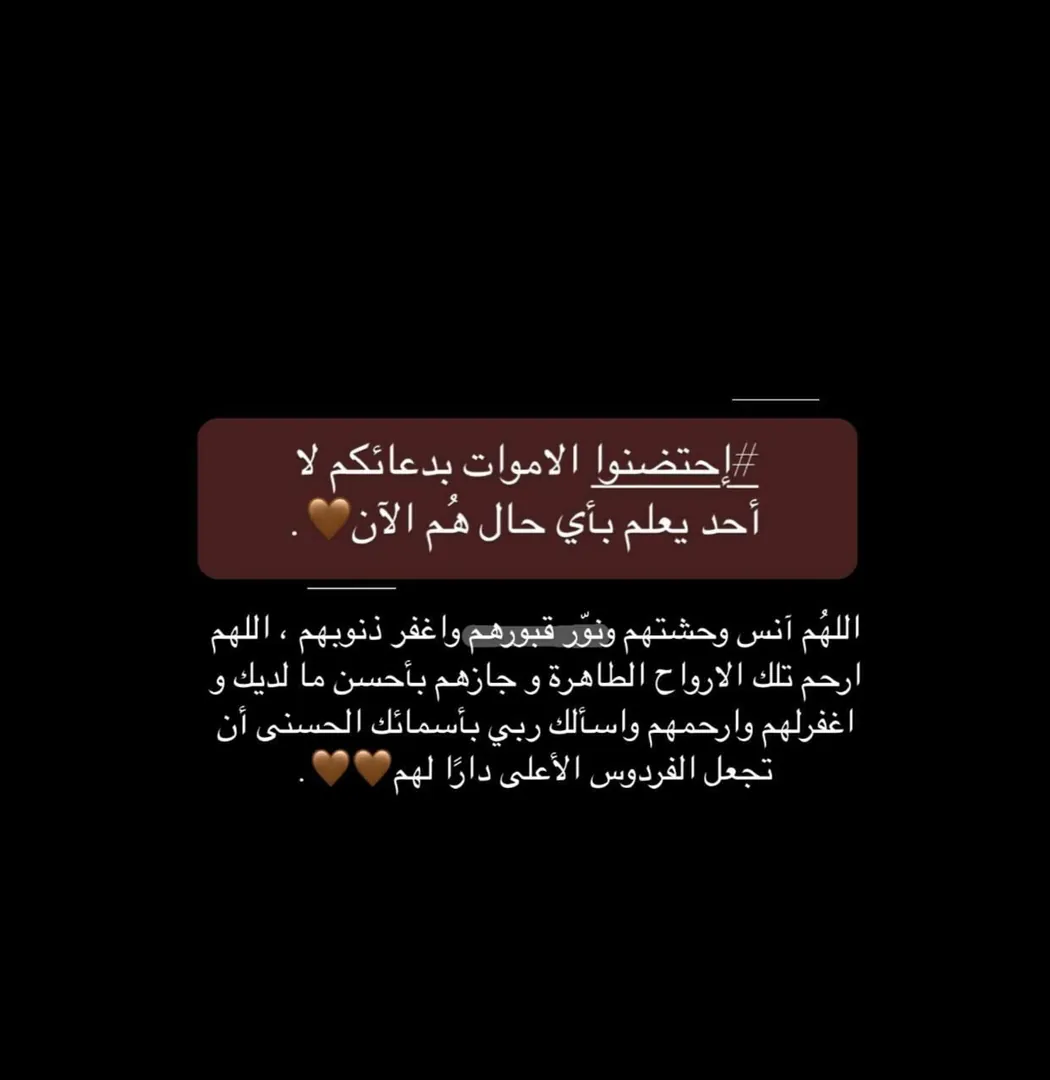 #إحتضنوا الاموات بدعائكم لا
أحد يعلم بأي حال هُم الآن🤎 .
اللهُم آنس وحشتهم ونوّر قبورهم واغفر ذنوبهم ، اللهم
ارحم تلك الارواح الطاهرة و جازهم بأحسن ما لديك و
اغفرلهم وارحمهم واسألك ربي بأسمائك الحسنى أن
تجعل الفردوس الأعلى دارًا لهم🤎🤎 .